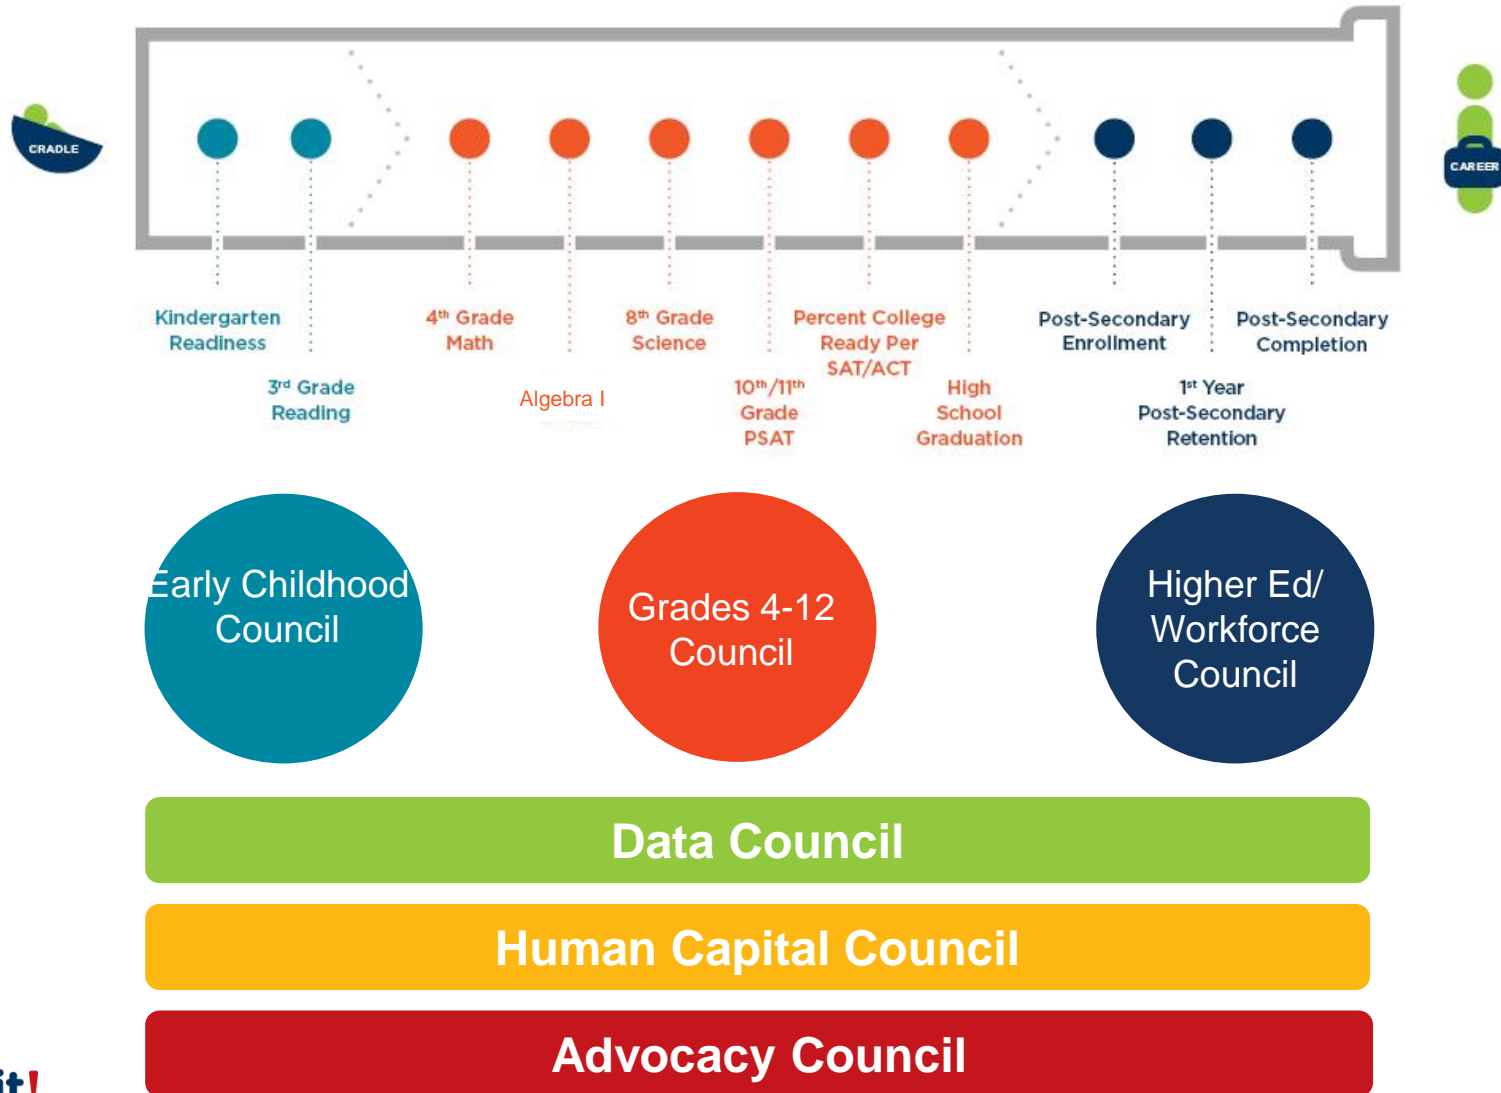 CRADLE
CAREER
Kindergarten
Readiness
3rd Grade
Reading
4th Grade
Math
Algebra I
8th Grade
Science
10th/11th
Grade
PSAT
Percent College
Ready Per
SAT/ACT
High
School
Graduation
Post-Secondary
Enrollment
1st Year
Post-Secondary
Retention
Post-Secondary
Completion
Early Childhood
Council
Grades 4-12
Council
Higher Ed/
Workforce
Council
Data Council
Human Capital Council
Advocacy Council
it!